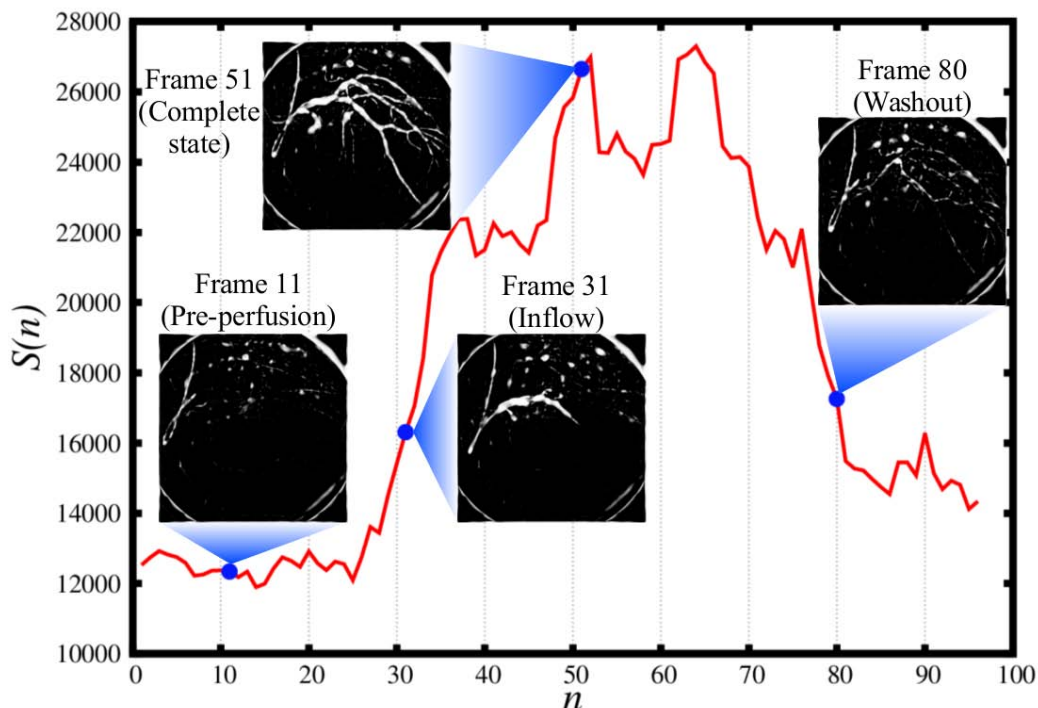 28000
26000
24000
22000
20000
18000
16000
14000
12000
10000
S(n)
Frame 51
(Complete
state)
Frame 80
(Washout)
Frame 11
(Pre-perfusion)
Frame 31
(Inflow)
0 10 20 30 40 50 60 70 80 90 100
n